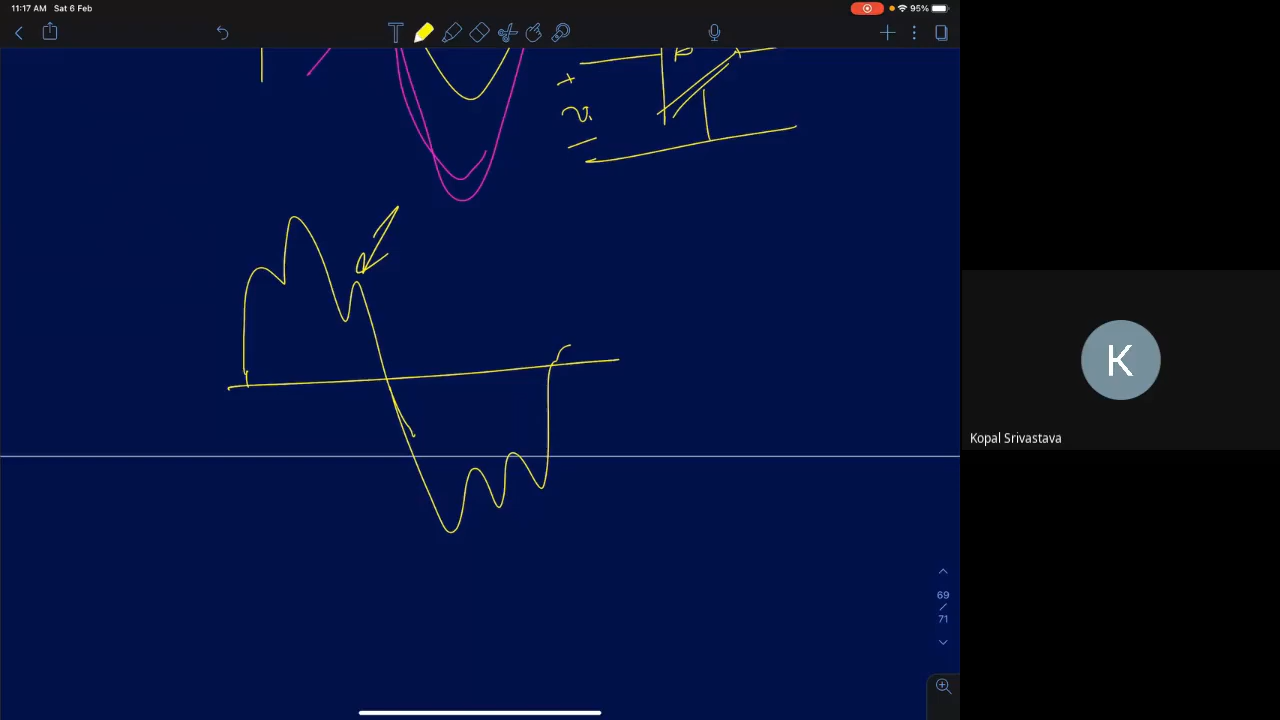 11:17 AM Sat 6 Feb
95%
T
+
K
Kopal Srivastava
69
/
71